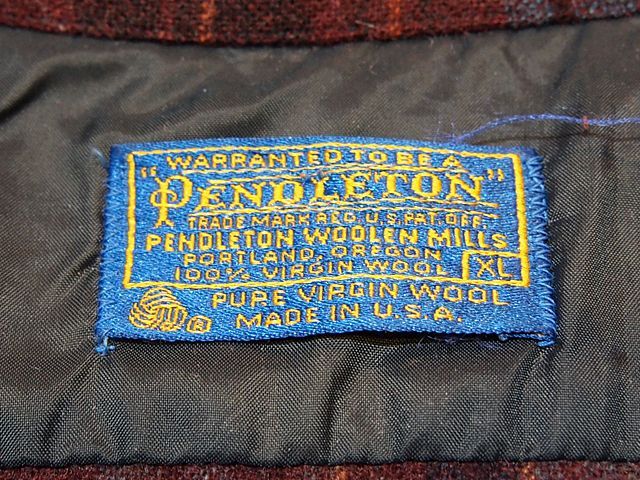 WARRANTED TO BE A
"PENDLETON"
TRADE MARK REG. U.S. PAT. OFF.
PENDLETON WOOLEN MILLS
PORTLAND, OREGON
100% VIRGIN WOOL XL
PURE VIRGIN WOOL
® MADE IN U.S.A.